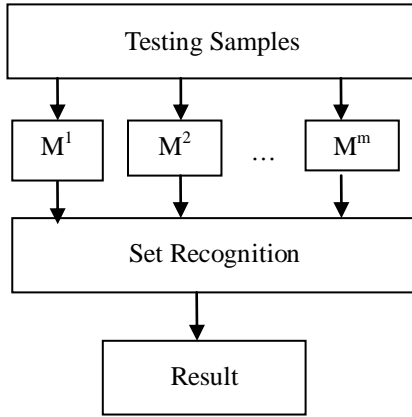 Testing Samples
M¹ M² … Mᵐ
Set Recognition
Result